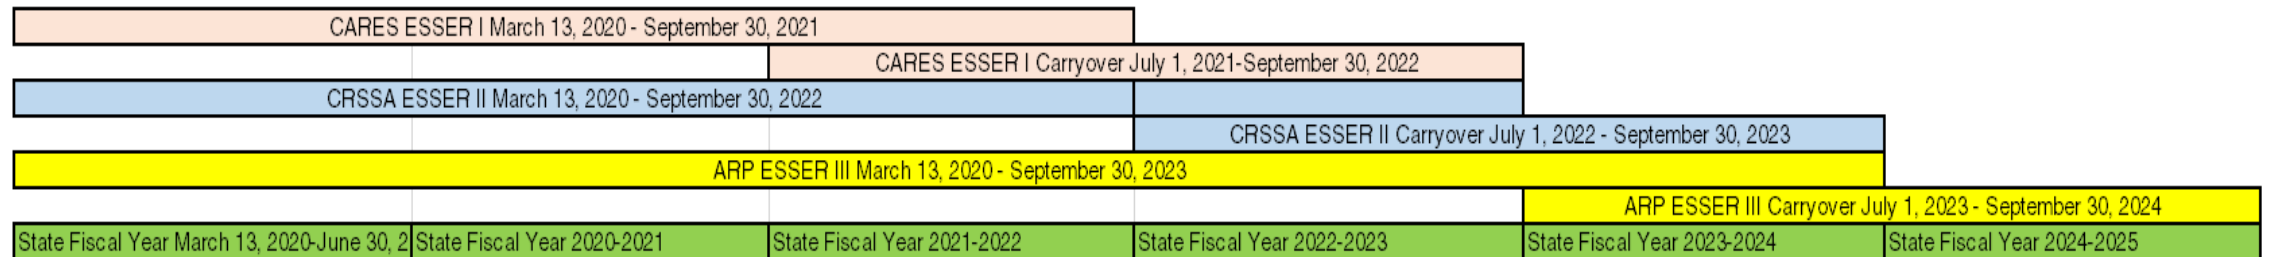 CARES ESSER I March 13, 2020 - September 30, 2021
CARES ESSER I Carryover July 1, 2021-September 30, 2022
CRSSA ESSER II March 13, 2020 - September 30, 2022
CRSSA ESSER II Carryover July 1, 2022 - September 30, 2023
ARP ESSER III March 13, 2020 - September 30, 2023
ARP ESSER III Carryover July 1, 2023 - September 30, 2024
State Fiscal Year March 13, 2020-June 30, 2
State Fiscal Year 2020-2021
State Fiscal Year 2021-2022
State Fiscal Year 2022-2023
State Fiscal Year 2023-2024
State Fiscal Year 2024-2025